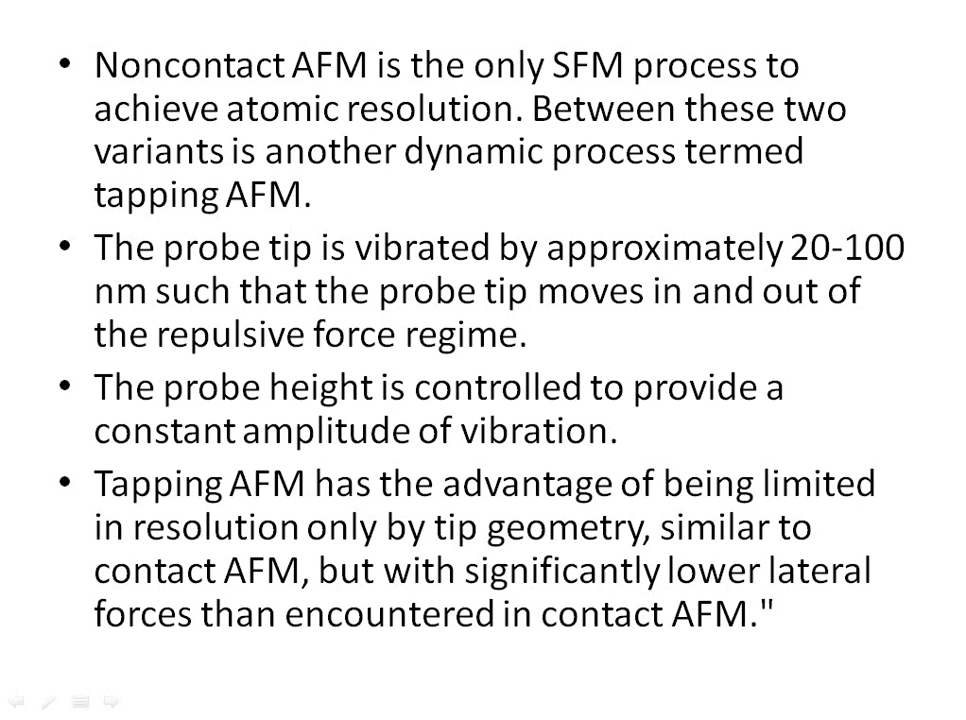 • Noncontact AFM is the only SFM process to
achieve atomic resolution. Between these two
variants is another dynamic process termed
tapping AFM.
• The probe tip is vibrated by approximately 20-100
nm such that the probe tip moves in and out of
the repulsive force regime.
• The probe height is controlled to provide a
constant amplitude of vibration.
• Tapping AFM has the advantage of being limited
in resolution only by tip geometry, similar to
contact AFM, but with significantly lower lateral
forces than encountered in contact AFM."